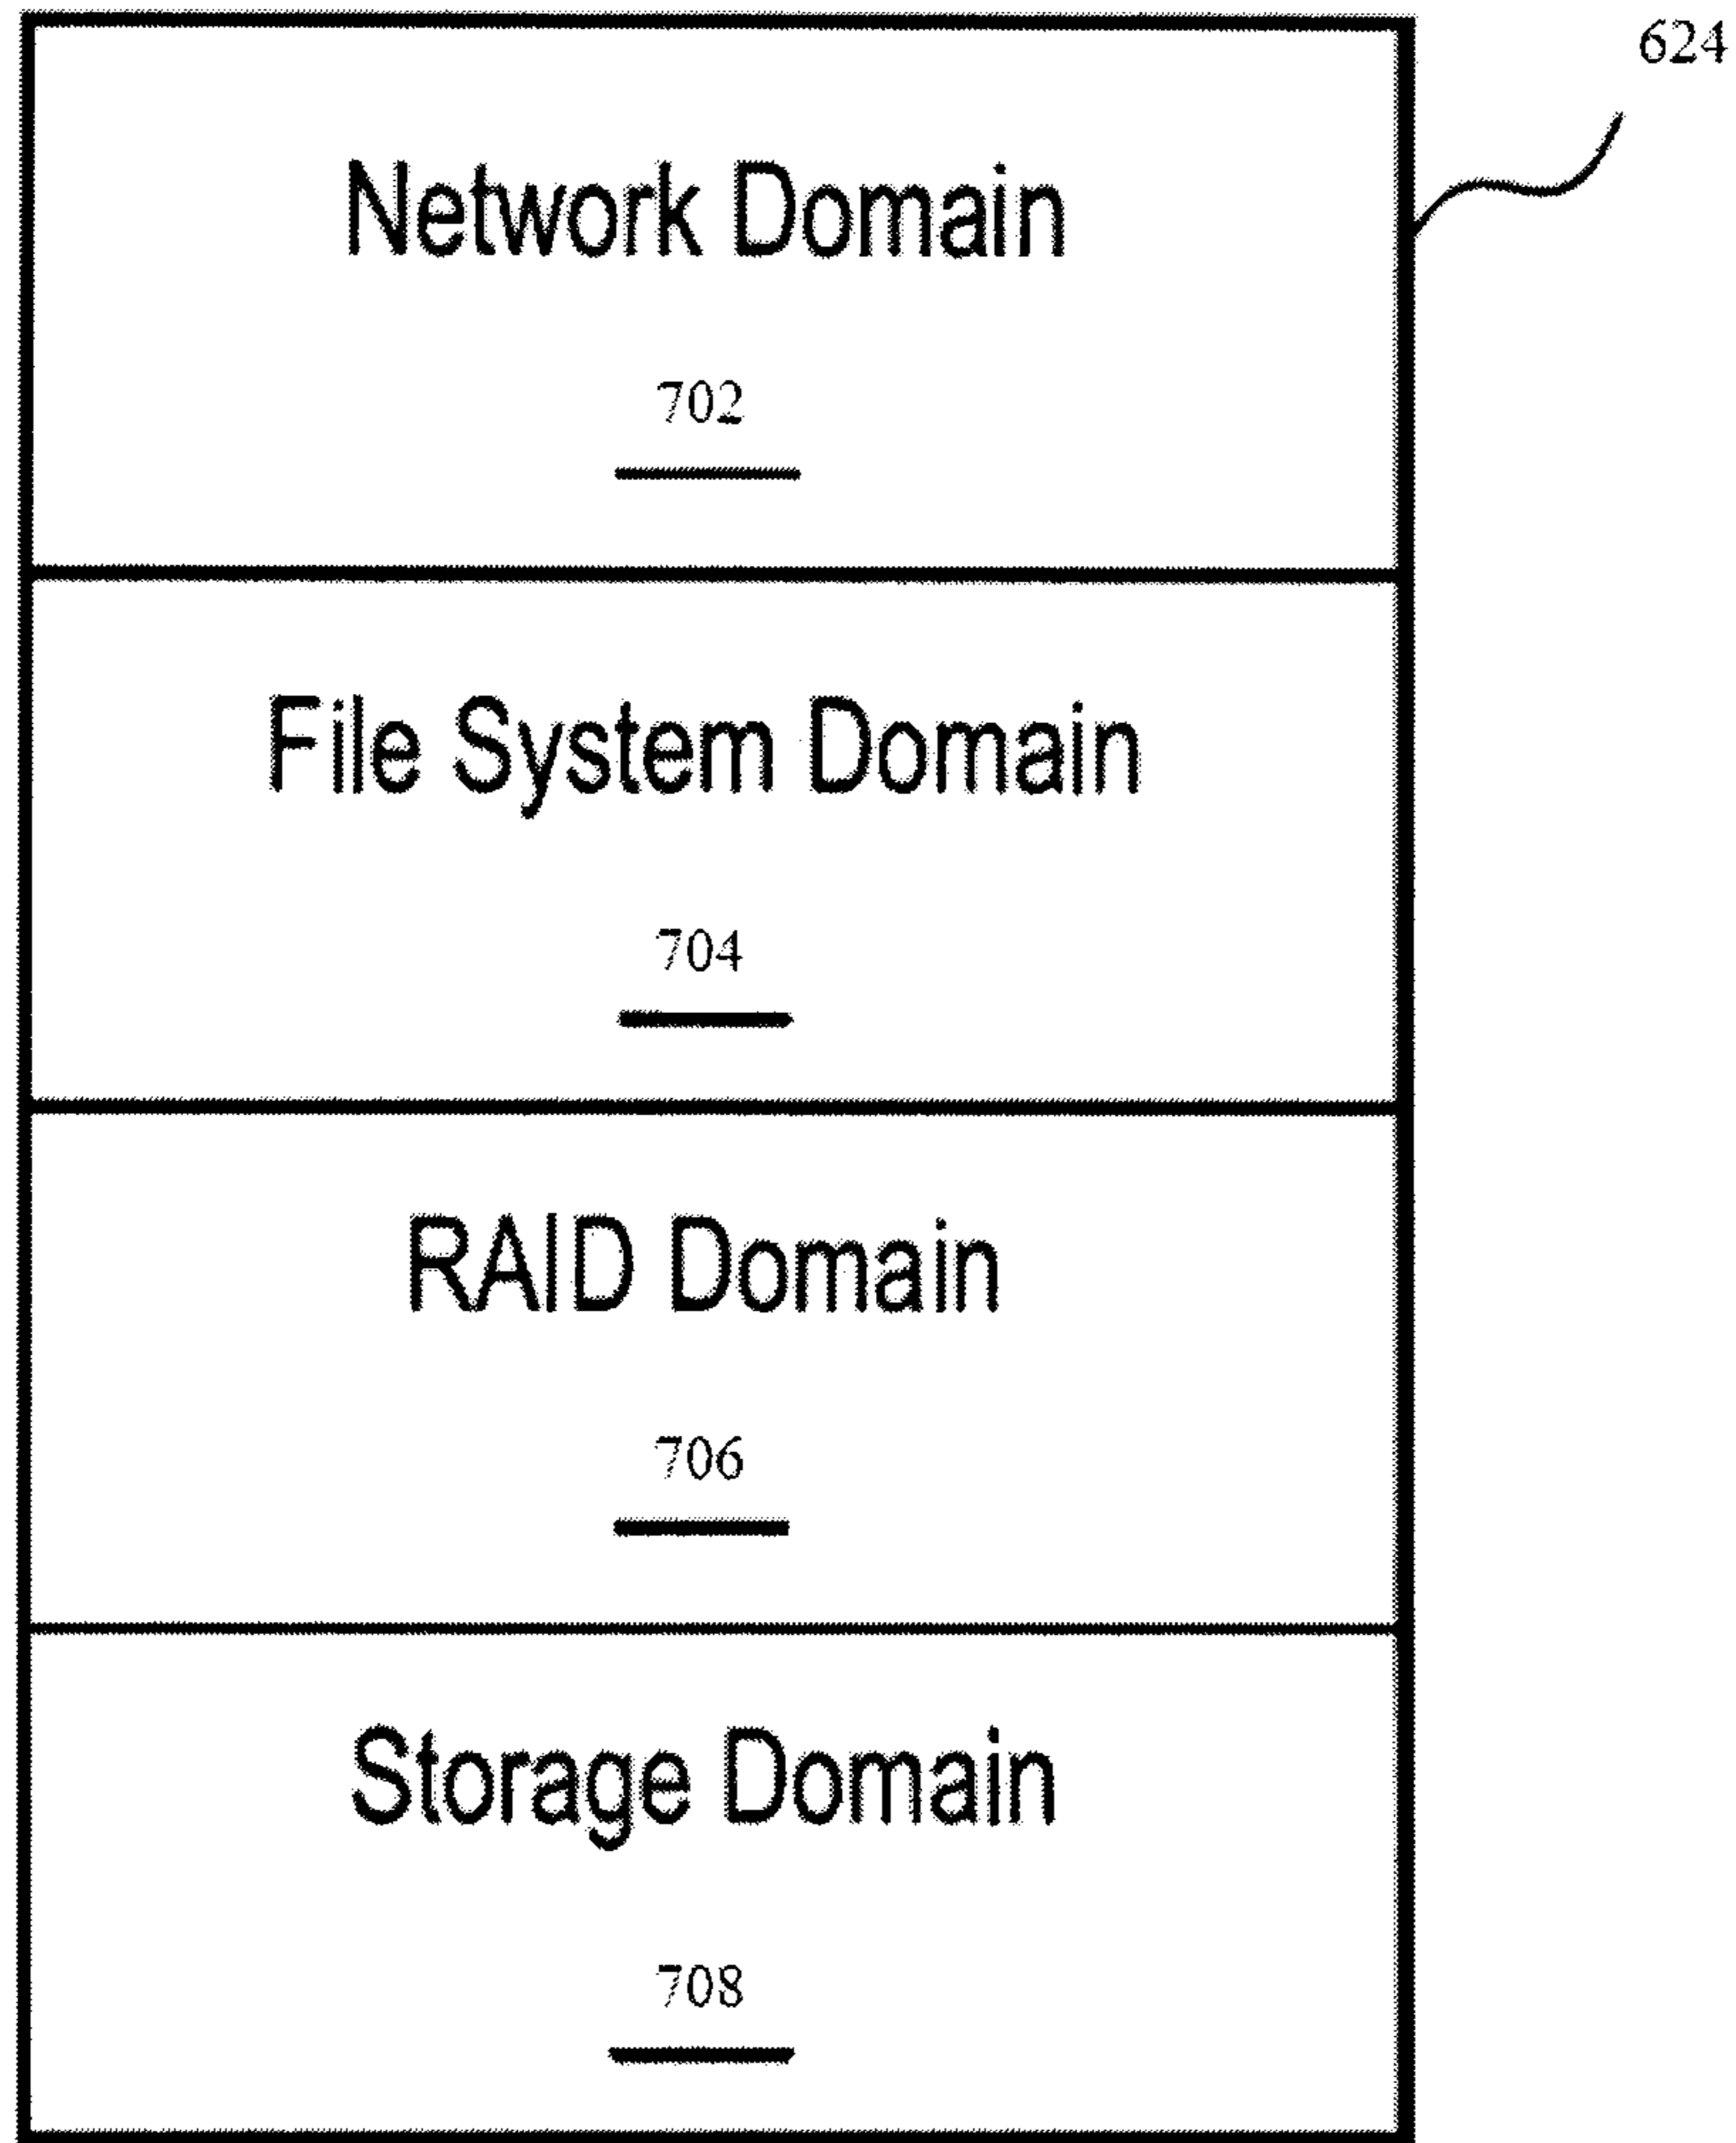 624
Network Domain
702
File System Domain
704
RAID Domain
706
Storage Domain
708